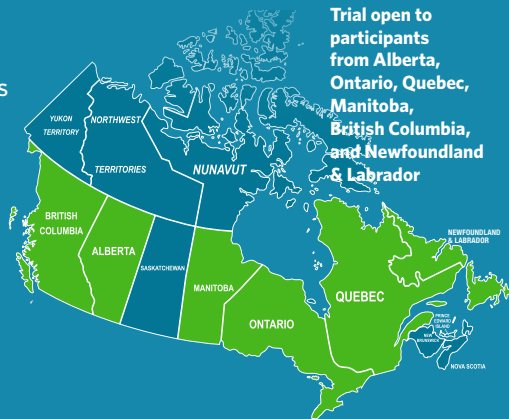 Trial open to
participants
from Alberta,
Ontario, Quebec,
Manitoba,
British Columbia,
and Newfoundland
& Labrador
s
YUKON
TERRITORY
NORTHWEST
TERRITORIES
NUNAVUT
BRITISH
COLUMBIA
ALBERTA
SASKATCHEWAN
MANITOBA
ONTARIO
QUEBEC
NEWFOUNDLAND
& LABRADOR
PRINCE
EDWARD
ISLAND
NEW
BRUNSWICK
NOVA SCOTIA